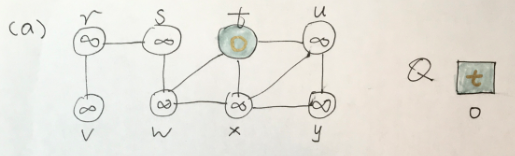 (a)
r s t u
∞ ∞ 0 ∞
Q t
∞ ∞ ∞ ∞
0
v w x y